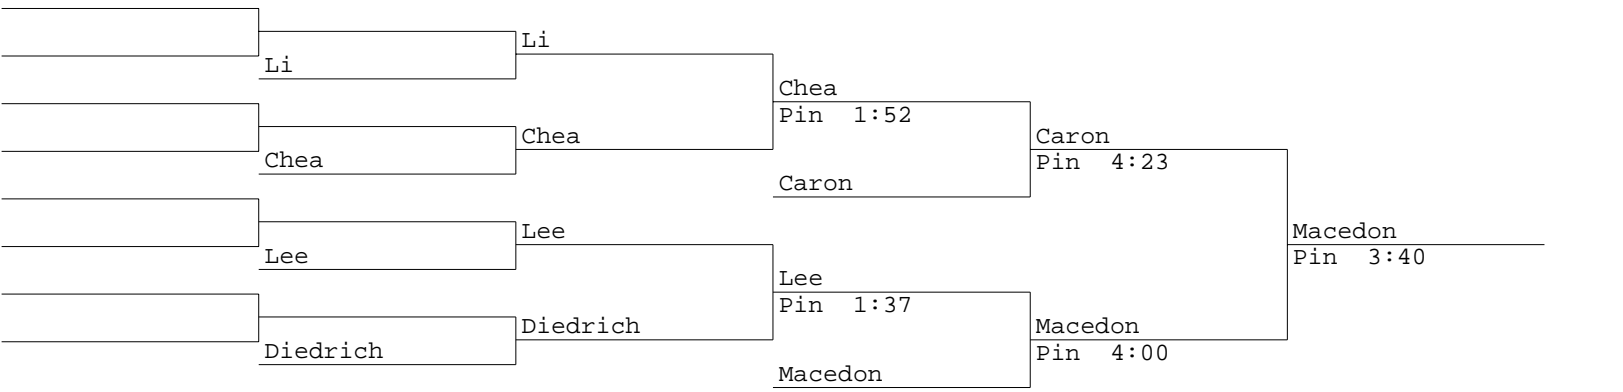 Li
Li
Chea
Pin 1:52
Chea
Caron
Pin 4:23
Chea
Caron
Lee
Macedon
Pin 3:40
Lee
Lee
Pin 1:37
Diedrich
Macedon
Pin 4:00
Diedrich
Macedon